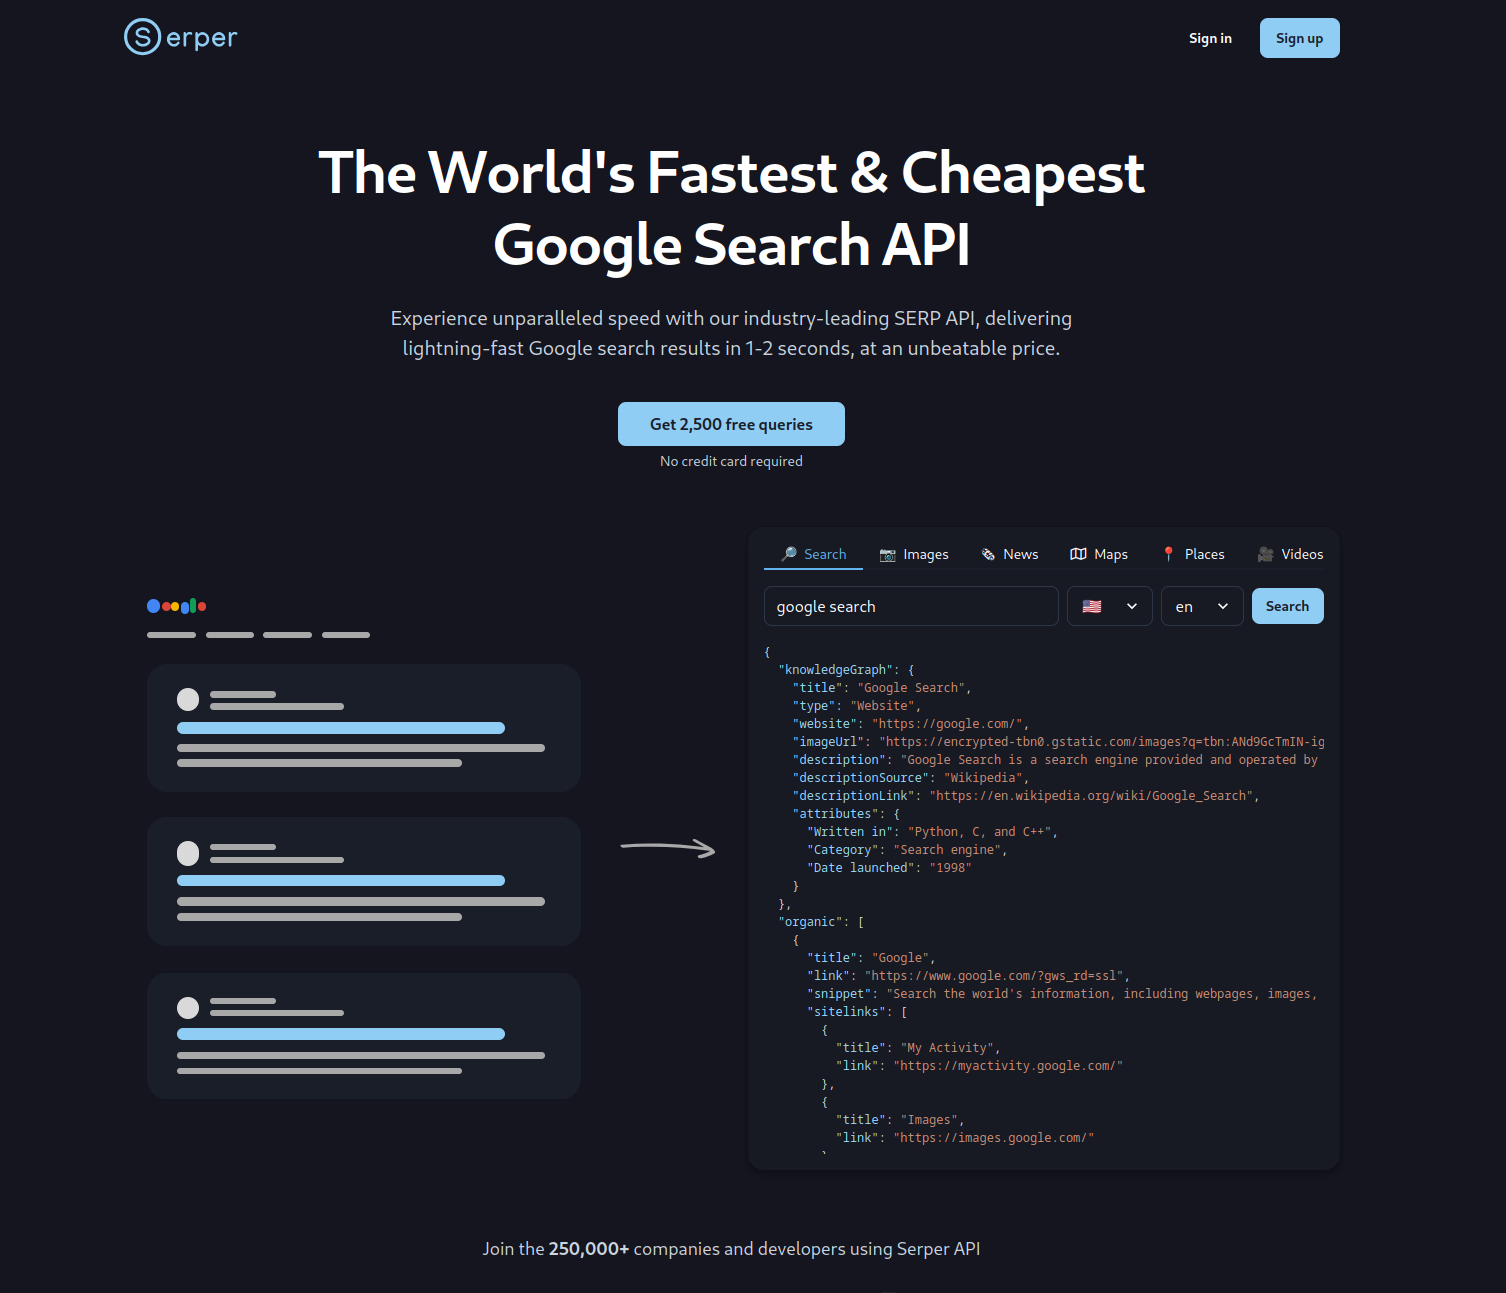 Serper
Sign in
Sign up
The World's Fastest & Cheapest
Google Search API
Experience unparalleled speed with our industry-leading SERP API, delivering
lightning-fast Google search results in 1-2 seconds, at an unbeatable price.
Get 2,500 free queries
No credit card required
Search
Images
News
Maps
Places
Videos
google search
en
Search
{
"knowledgeGraph": {
"title": "Google Search",
"type": "Website",
"website": "https://google.com/",
"imageUrl": "https://encrypted-tbn0.gstatic.com/images?q=tbn:ANd9GcTmIN-ig
"description": "Google Search is a search engine provided and operated by
"descriptionSource": "Wikipedia",
"descriptionLink": "https://en.wikipedia.org/wiki/Google_Search",
"attributes": {
"Written in": "Python, C, and C++",
"Category": "Search engine",
"Date launched": "1998"
}
},
"organic": [
{
"title": "Google",
"link": "https://www.google.com/?gws_rd=ssl",
"snippet": "Search the world's information, including webpages, images,
"sitelinks": [
{
"title": "My Activity",
"link": "https://myactivity.google.com/"
},
{
"title": "Images",
"link": "https://images.google.com/"
Join the 250,000+ companies and developers using Serper API